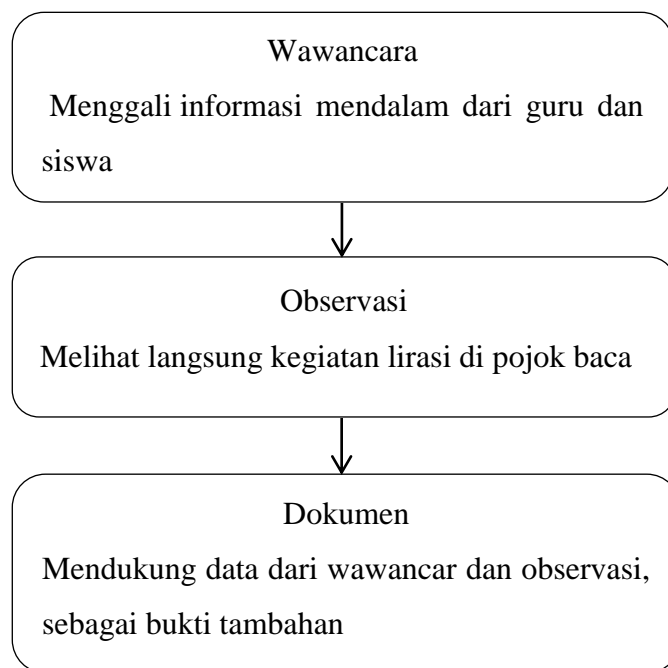 Wawancara
Menggali informasi mendalam dari guru dan
siswa
Observasi
Melihat langsung kegiatan lirasi di pojok baca
Dokumen
Mendukung data dari wawancar dan observasi,
sebagai bukti tambahan